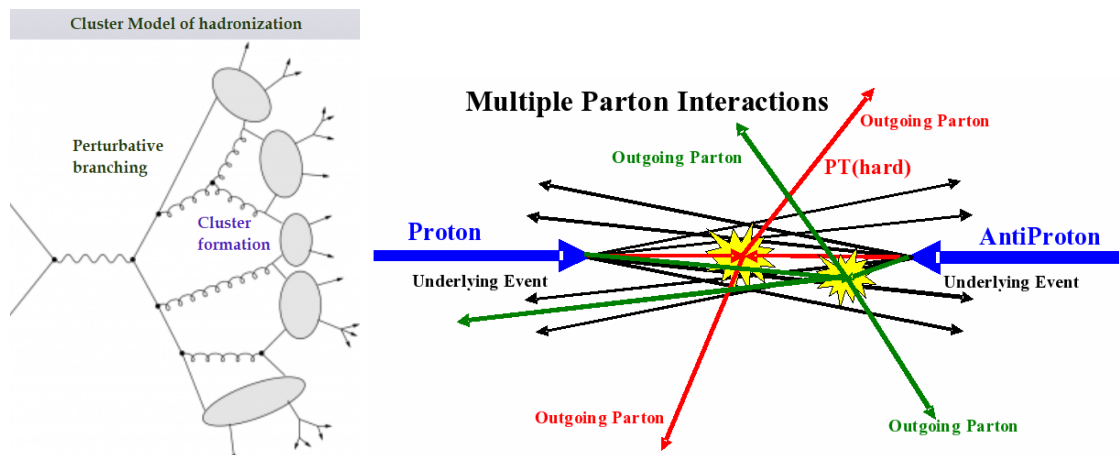 Cluster Model of hadronization
Perturbative
branching
Cluster
formation
Multiple Parton Interactions
Outgoing Parton
Outgoing Parton
PT(hard)
Proton
AntiProton
Underlying Event
Underlying Event
Outgoing Parton
Outgoing Parton